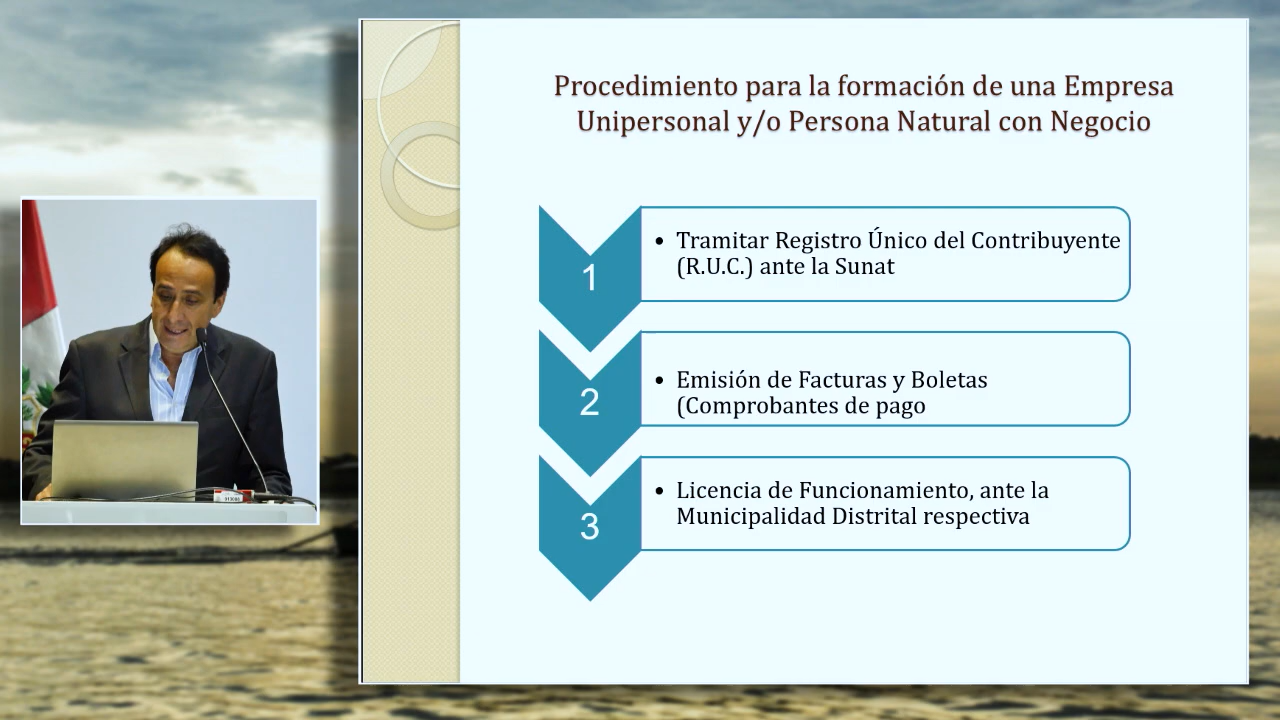 Procedimiento para la formación de una Empresa
Unipersonal y/o Persona Natural con Negocio
1
• Tramitar Registro Único del Contribuyente
(R.U.C.) ante la Sunat
2
• Emisión de Facturas y Boletas
(Comprobantes de pago
3
• Licencia de Funcionamiento, ante la
Municipalidad Distrital respectiva